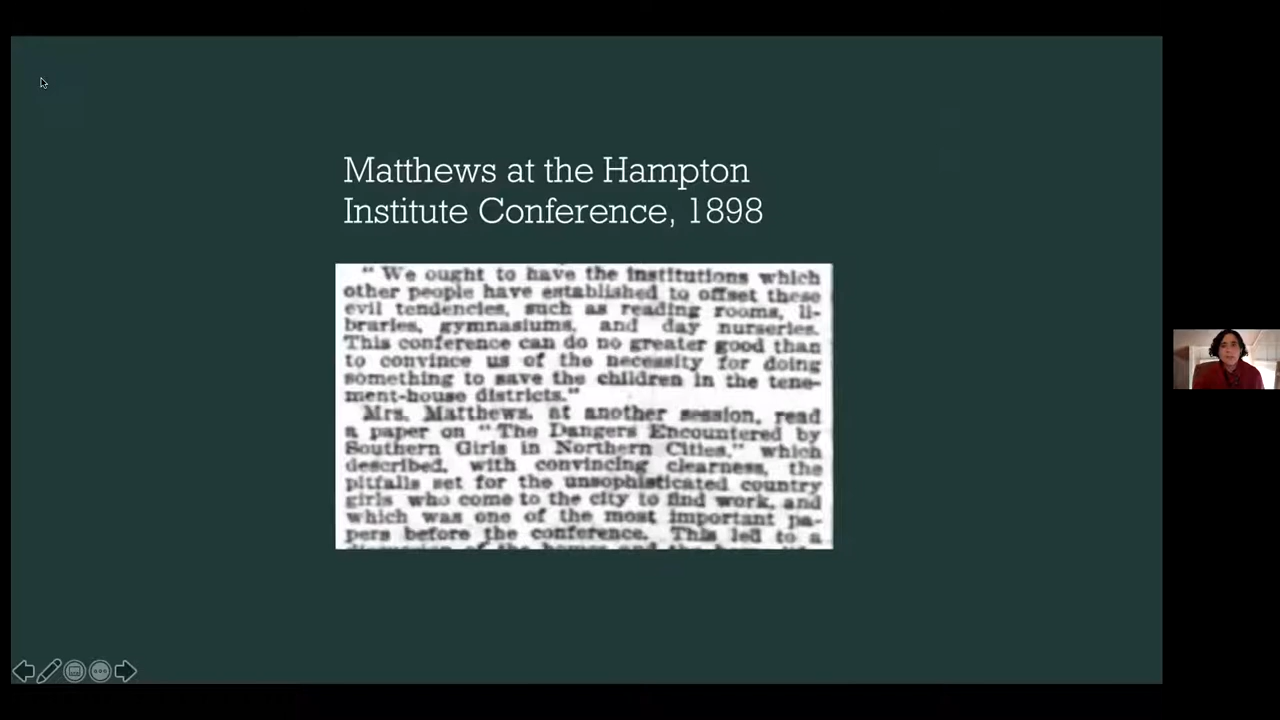 Matthews at the Hampton
Institute Conference, 1898
“ We ought to have the institutions which
other people have established to offset these
evil tendencies, such as reading rooms, li-
braries, gymnasiums, and day nurseries.
This conference can do no greater good than
to convince us of the necessity for doing
something to save the children in the tene-
ment-house districts.”
Mrs. Matthews, at another session, read
a paper on “The Dangers Encountered by
Southern Girls in Northern Cities,” which
described, with convincing clearness, the
pitfalls set for the unsophisticated country
girls who come to the city to find work, and
which was one of the most important pa-
pers before the conference. This led to a